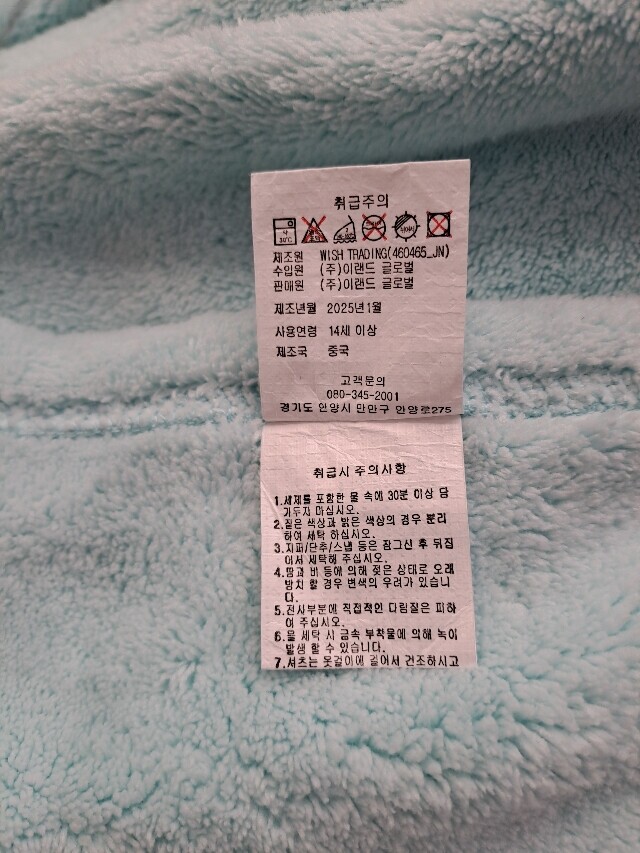 취급주의
30℃
제조원 WISH TRADING(460465_JN)
수입원 (주)이랜드 글로벌
판매원 (주)이랜드 글로벌
제조년월 2025년1월
사용연령 14세 이상
제조국 중국
고객문의
080-345-2001
경기도 안양시 만안구 안양로275
취급시 주의사항
1.세제를 포함한 물 속에 30분 이상 담
가두지 마십시오.
2.짙은 색상과 밝은 색상의 경우 분리
하여 세탁 하십시오.
3.지퍼/단추/스냅 등은 잠그신 후 뒤집
어서 세탁해 주십시오.
4.땀과 비 등에 의해 젖은 상태로 오래
방치 할 경우 변색의 우려가 있습니
다.
5.전사부분에 직접적인 다림질은 피하
여 주십시오.
6.물 세탁 시 금속 부착물에 의해 녹이
발생 할 수 있습니다.
7.셔츠는 옷걸이에 걸어서 건조하시고